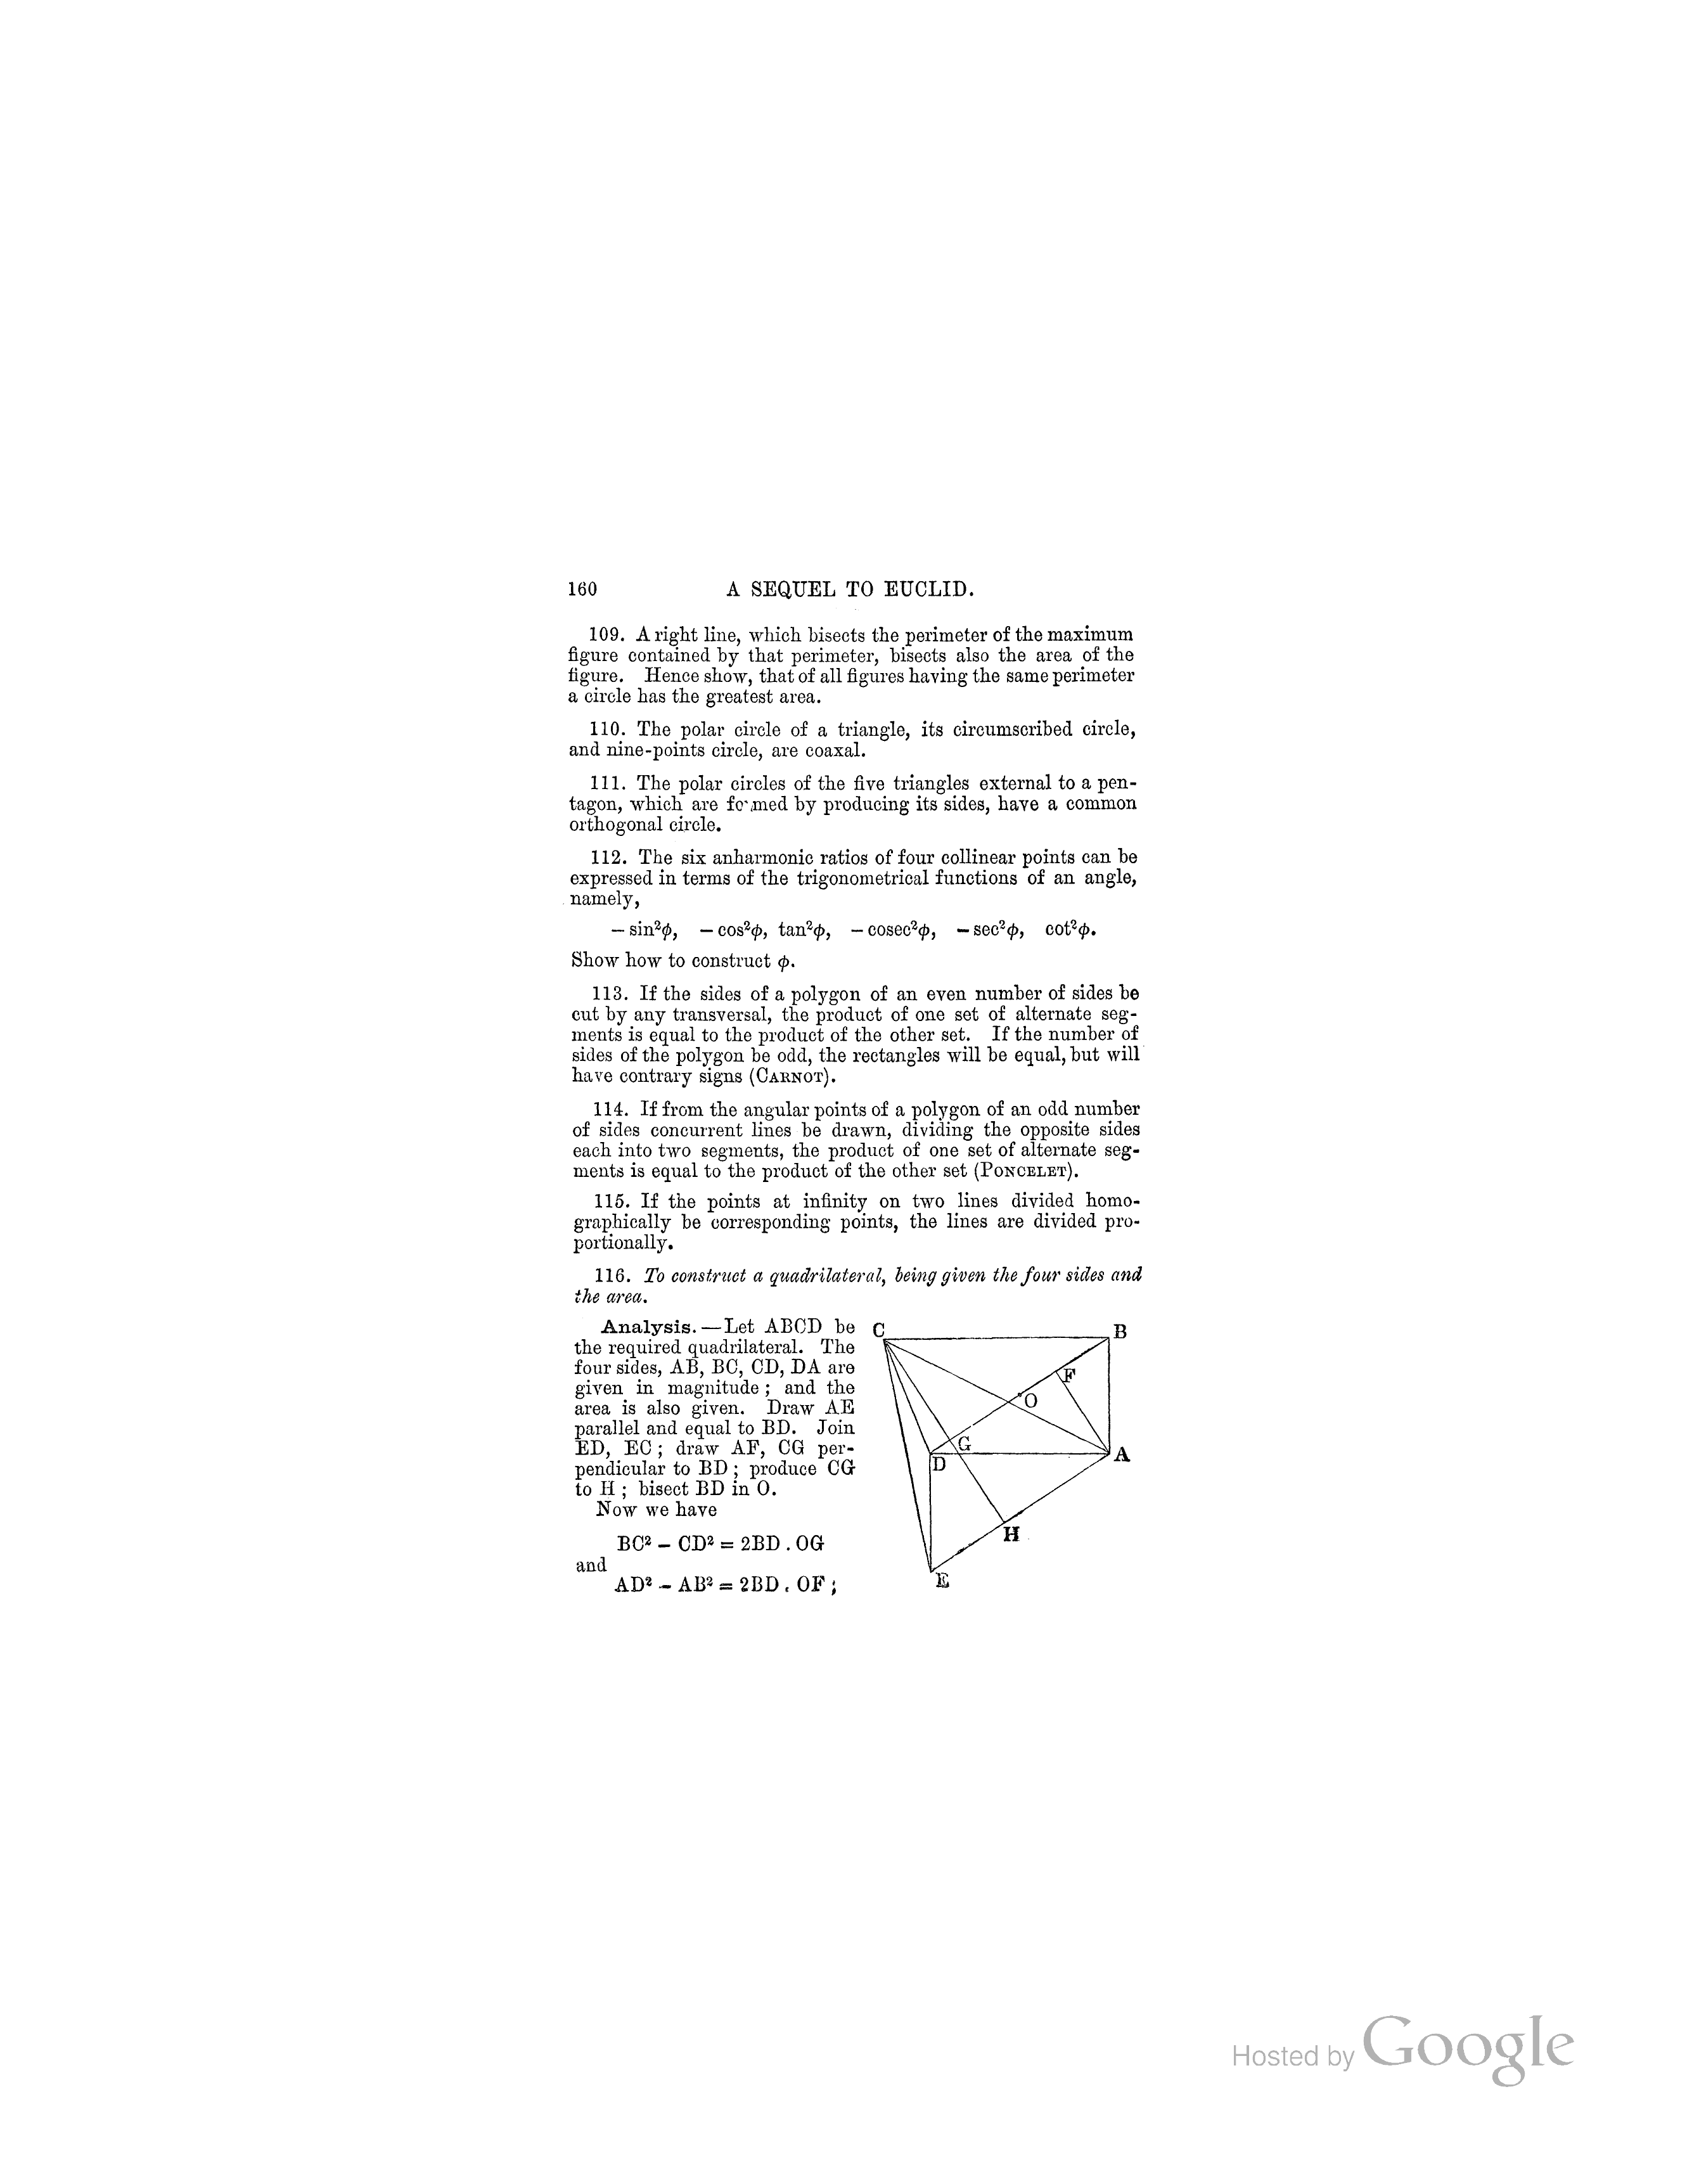 160 A SEQUEL TO EUCLID.
109. A right line, which bisects the perimeter of the maximum
figure contained by that perimeter, bisects also the area of the
figure. Hence show, that of all figures having the same perimeter
a circle has the greatest area.
110. The polar circle of a triangle, its circumscribed circle,
and nine-points circle, are coaxal.
111. The polar circles of the five triangles external to a pen-
tagon, which are formed by producing its sides, have a common
orthogonal circle.
112. The six anharmonic ratios of four collinear points can be
expressed in terms of the trigonometrical functions of an angle,
namely,
– sin²φ, – cos²φ, tan²φ, – cosec²φ, – sec²φ, cot²φ.
Show how to construct φ.
113. If the sides of a polygon of an even number of sides be
cut by any transversal, the product of one set of alternate seg-
ments is equal to the product of the other set. If the number of
sides of the polygon be odd, the rectangles will be equal, but will
have contrary signs (CARNOT).
114. If from the angular points of a polygon of an odd number
of sides concurrent lines be drawn, dividing the opposite sides
each into two segments, the product of one set of alternate seg-
ments is equal to the product of the other set (PONCELET).
115. If the points at infinity on two lines divided homo-
graphically be corresponding points, the lines are divided pro-
portionally.
116. To construct a quadrilateral, being given the four sides and
the area.
Analysis.—Let ABCD be
the required quadrilateral. The
four sides, AB, BC, CD, DA are
given in magnitude; and the
area is also given. Draw AE
parallel and equal to BD. Join
ED, EC; draw AF, CG per-
pendicular to BD; produce CG
to H; bisect BD in O.
Now we have
BC² – CD² = 2BD . OG
and
AD² – AB² = 2BD . OF;
C
B
F
O
G
D
A
H
E
Hosted by Google